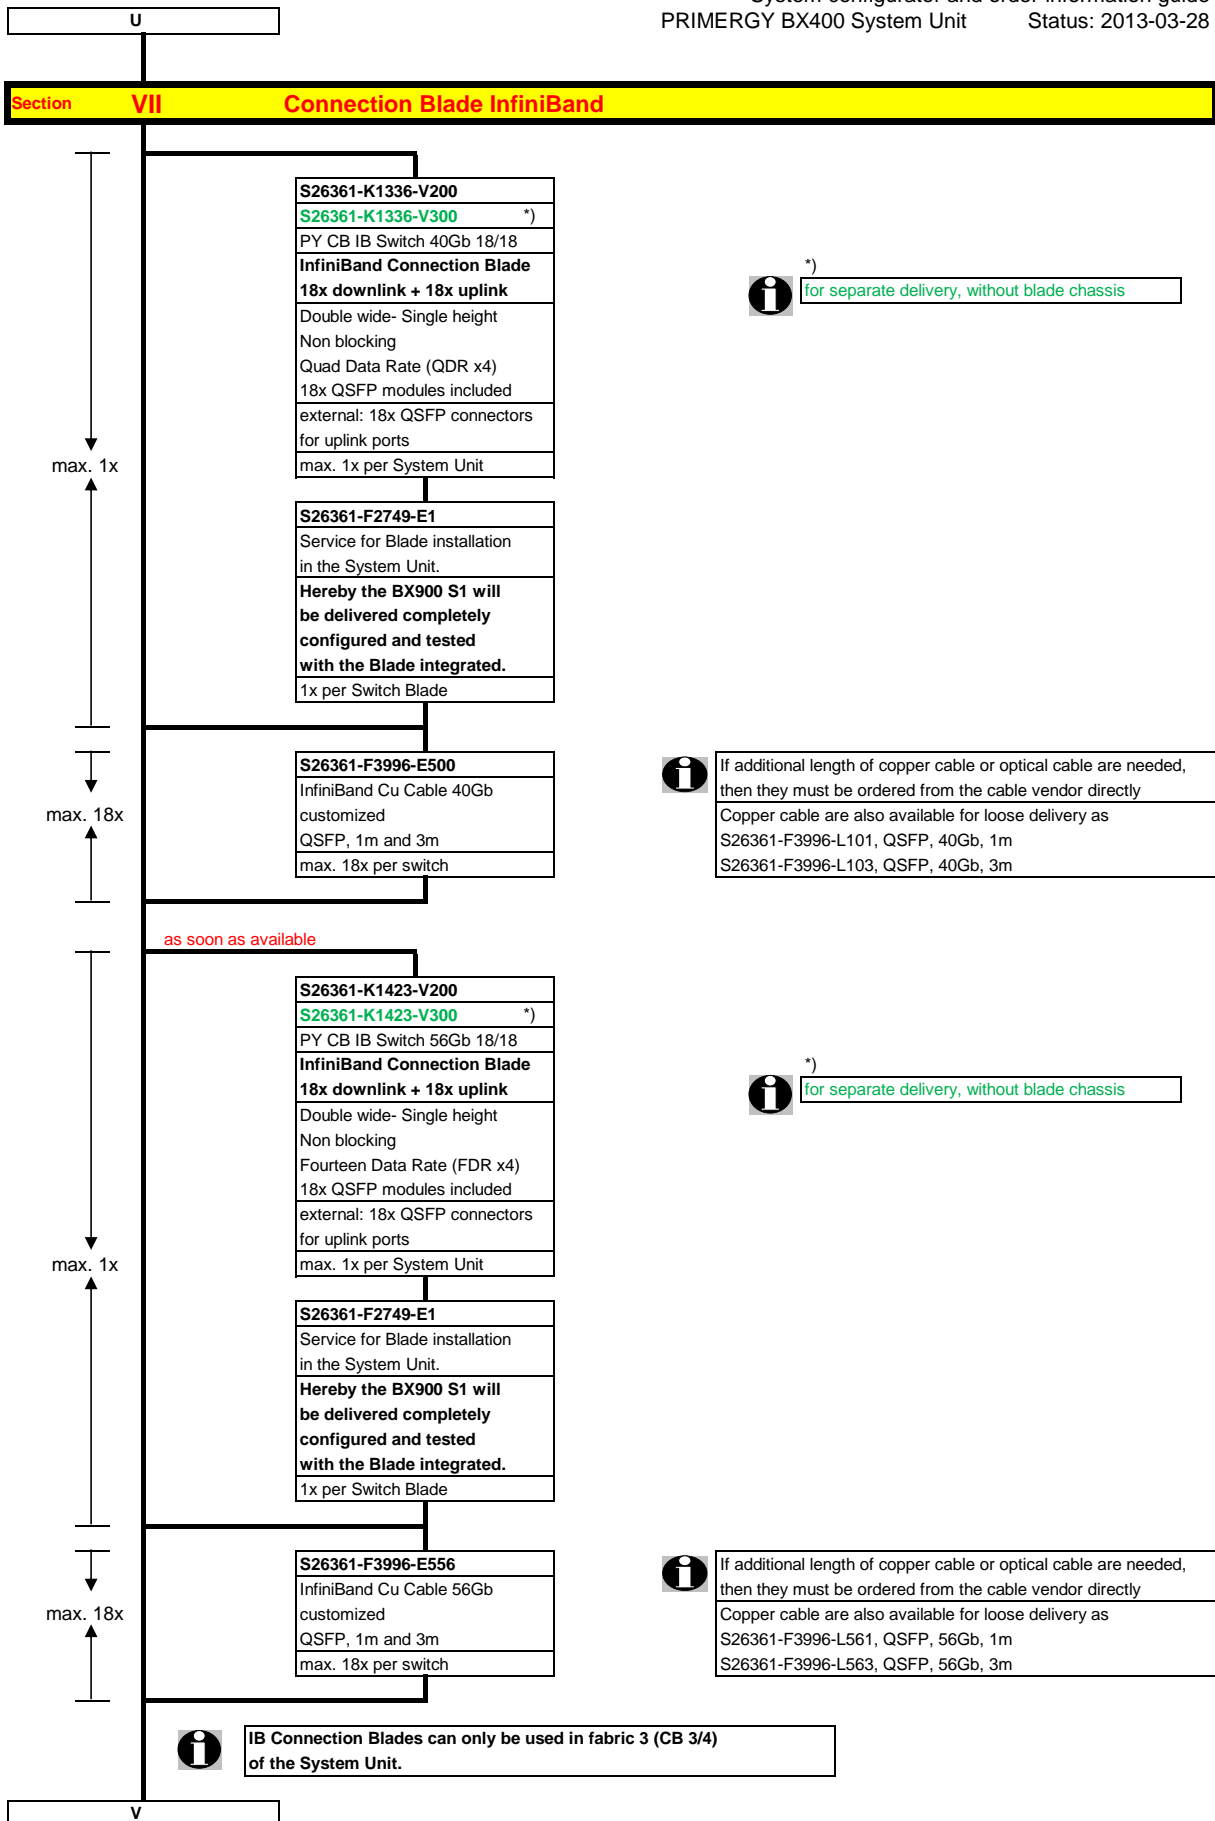 System configurator and order information guide
U
PRIMERGY BX400 System Unit Status: 2013-03-28
Section VII Connection Blade InfiniBand
S26361-K1336-V200
S26361-K1336-V300 *)
PY CB IB Switch 40Gb 18/18
InfiniBand Connection Blade
18x downlink + 18x uplink
Double wide- Single height
Non blocking
Quad Data Rate (QDR x4)
18x QSFP modules included
external: 18x QSFP connectors
for uplink ports
max. 1x per System Unit
*)
for separate delivery, without blade chassis
max. 1x
S26361-F2749-E1
Service for Blade installation
in the System Unit.
Hereby the BX900 S1 will
be delivered completely
configured and tested
with the Blade integrated.
1x per Switch Blade
max. 18x
S26361-F3996-E500
InfiniBand Cu Cable 40Gb
customized
QSFP, 1m and 3m
max. 18x per switch
If additional length of copper cable or optical cable are needed,
then they must be ordered from the cable vendor directly
Copper cable are also available for loose delivery as
S26361-F3996-L101, QSFP, 40Gb, 1m
S26361-F3996-L103, QSFP, 40Gb, 3m
as soon as available
S26361-K1423-V200
S26361-K1423-V300 *)
PY CB IB Switch 56Gb 18/18
InfiniBand Connection Blade
18x downlink + 18x uplink
Double wide- Single height
Non blocking
Fourteen Data Rate (FDR x4)
18x QSFP modules included
external: 18x QSFP connectors
for uplink ports
max. 1x per System Unit
*)
for separate delivery, without blade chassis
max. 1x
S26361-F2749-E1
Service for Blade installation
in the System Unit.
Hereby the BX900 S1 will
be delivered completely
configured and tested
with the Blade integrated.
1x per Switch Blade
max. 18x
S26361-F3996-E556
InfiniBand Cu Cable 56Gb
customized
QSFP, 1m and 3m
max. 18x per switch
If additional length of copper cable or optical cable are needed,
then they must be ordered from the cable vendor directly
Copper cable are also available for loose delivery as
S26361-F3996-L561, QSFP, 56Gb, 1m
S26361-F3996-L563, QSFP, 56Gb, 3m
IB Connection Blades can only be used in fabric 3 (CB 3/4)
of the System Unit.
V